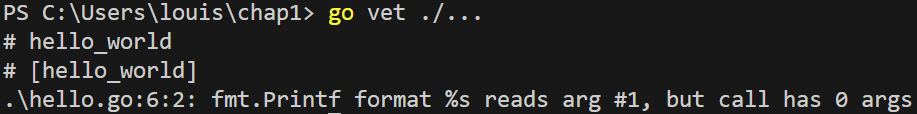 PS C:\Users\louis\chap1> go vet ./...
# hello_world
# [hello_world]
.\hello.go:6:2: fmt.Printf format %s reads arg #1, but call has 0 args